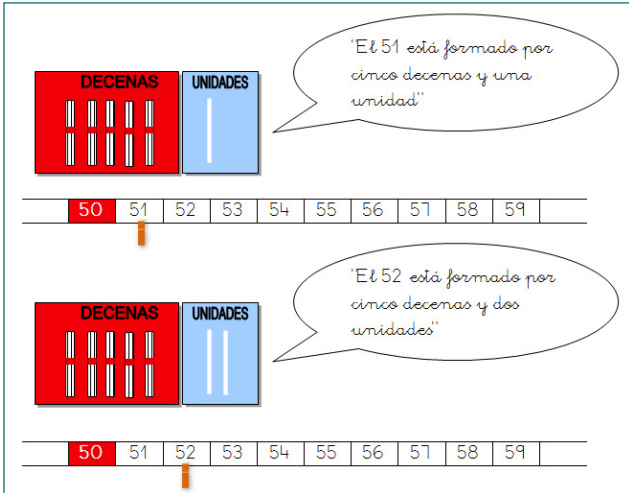 DECENAS UNIDADES
"El 51 está formado por
cinco decenas y una
unidad"
50 51 52 53 54 55 56 57 58 59
DECENAS UNIDADES
"El 52 está formado por
cinco decenas y dos
unidades"
50 51 52 53 54 55 56 57 58 59